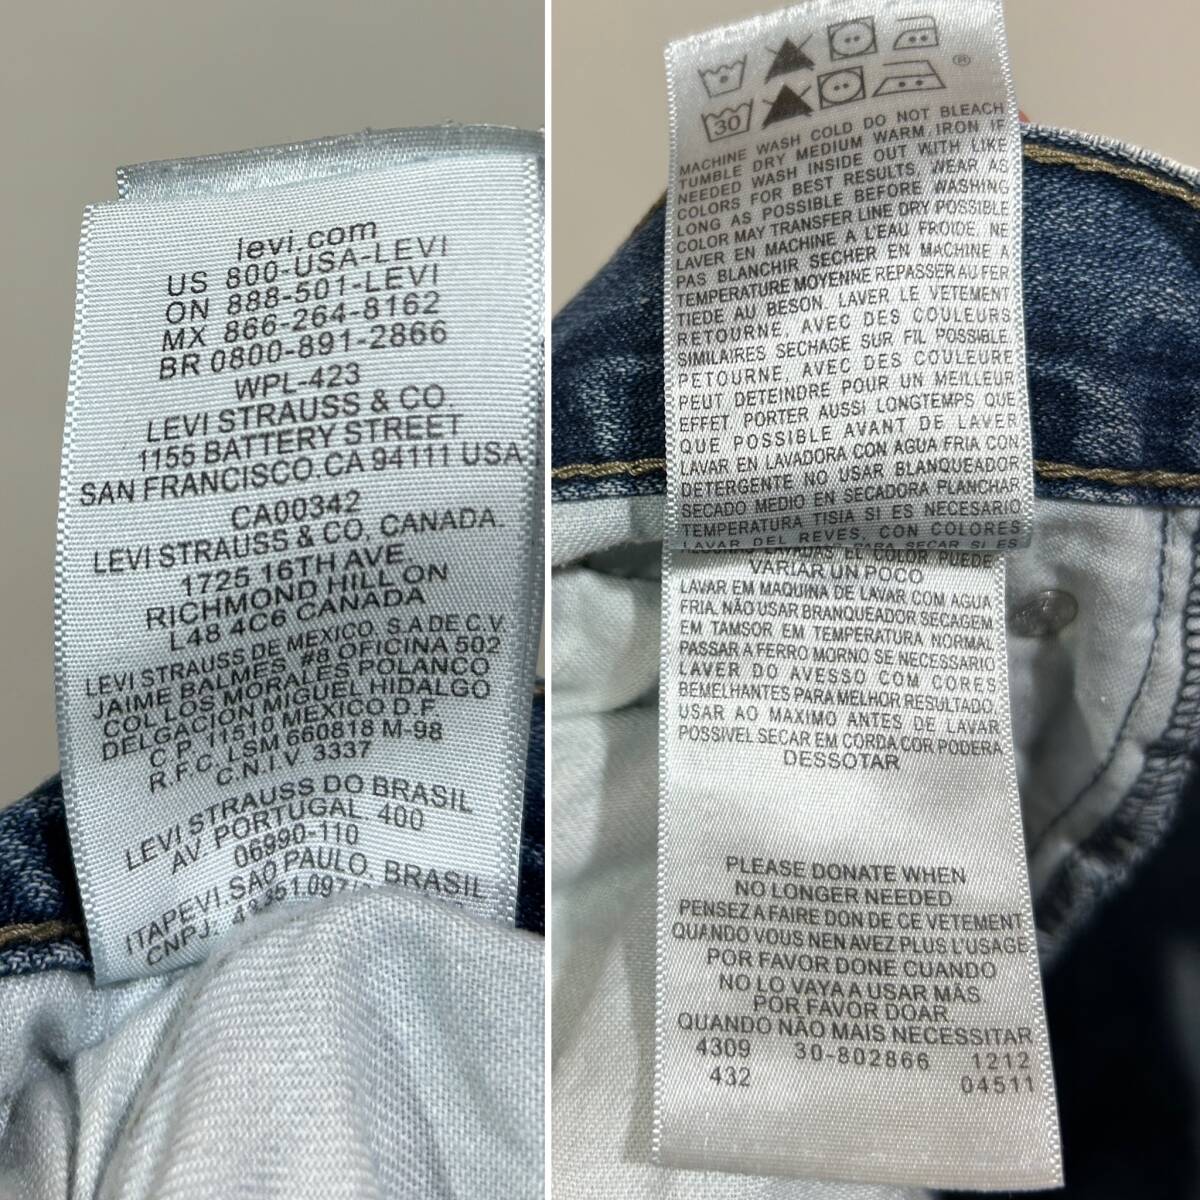 levi.com
US 800-USA-LEVI
ON 888-501-LEVI
MX 866-264-8162
BR 0800-891-2866
WPL-423
LEVI STRAUSS & CO
1155 BATTERY STREET
SAN FRANCISCO.CA 94111 USA
CA00342
LEVI STRAUSS & CO, CANADA.
1725 16TH AVE.
RICHMOND HILL ON
L48 4C6 CANADA
LEVI STRAUSS DE MEXICO, S.A DE C.V.
JAIME BALMES, #8 OFICINA 502
COL LOS MORALES POLANCO
DELGACION MIGUEL HIDALGO
C.P. 11510 MEXICO D.F.
R.F.C, LSM 660818 M-98
C.N.I V 3337
LEVI STRAUSS DO BRASIL
AV. PORTUGAL 400
06990-110
ITAPEVI.SAO PAULO. BRASIL
CNPJ.
30
®
MACHINE WASH COLD DO NOT BLEACH
TUMBLE DRY MEDIUM WARM IRON IF
NEEDED WASH INSIDE OUT WITH LIKE
COLORS FOR BEST RESULTS WEAR AS
LONG AS POSSIBLE BEFORE WASHING
COLOR MAY TRANSFER LINE DRY POSSIBLE
LAVER EN MACHINE A L'EAU FROIDE, NE
PAS BLANCHIR SECHER EN MACHINE A
TEMPERATURE MOYENNE REPASSER AU FER
TIEDE AU BESON. LAVER LE VETEMENT
RETOURNE, AVEC DES COULEURS
SIMILAIRES SECHAGE SUR FIL POSSIBLE.
PETOURNE, AVEC DES COULEURE
PEUT DETEINDRE POUR UN MEILLEUR
EFFET PORTER AUSSI LONGTEMPS QUE
QUE POSSIBLE AVANT DE LAVER
LAVAR EN LAVADORA CON AGUA FRIA CON
DETERGENTE NO USAR BLANQUEADOR
SECADO MEDIO EN SECADORA PLANCHAR
TEMPERATURA TISIA SI ES NECESARIO
LAVAR DEL REVES, CON COLORES
PUEDE
VARIAR UN POCO
LAVAR EM MAQUINA DE LAVAR COM AGUA
FRIA. NÃO USAR BRANQUEADOR SECAGEM
EM TAMSOR EM TEMPERATURA NORMAL
PASSAR A FERRO MORNO SE NECESSARIO
LAVER DO AVESSO COM CORES
BEMELHANTES PARA MELHOR RESULTADO.
USAR AO MAXIMO ANTES DE LAVAR
POSSIVEL SECAR EM CORDA COR PODERA
DESSOTAR
PLEASE DONATE WHEN
NO LONGER NEEDED
PENSEZ A FAIRE DON DE CE VETEMENT
QUANDO VOUS NEN AVEZ PLUS L'USAGE
POR FAVOR DONE CUANDO
NO LO VAYA A USAR MÁS
POR FAVOR DOAR
QUANDO NÃO MAIS NECESSITAR
4309 30-802866 1212
432 04511